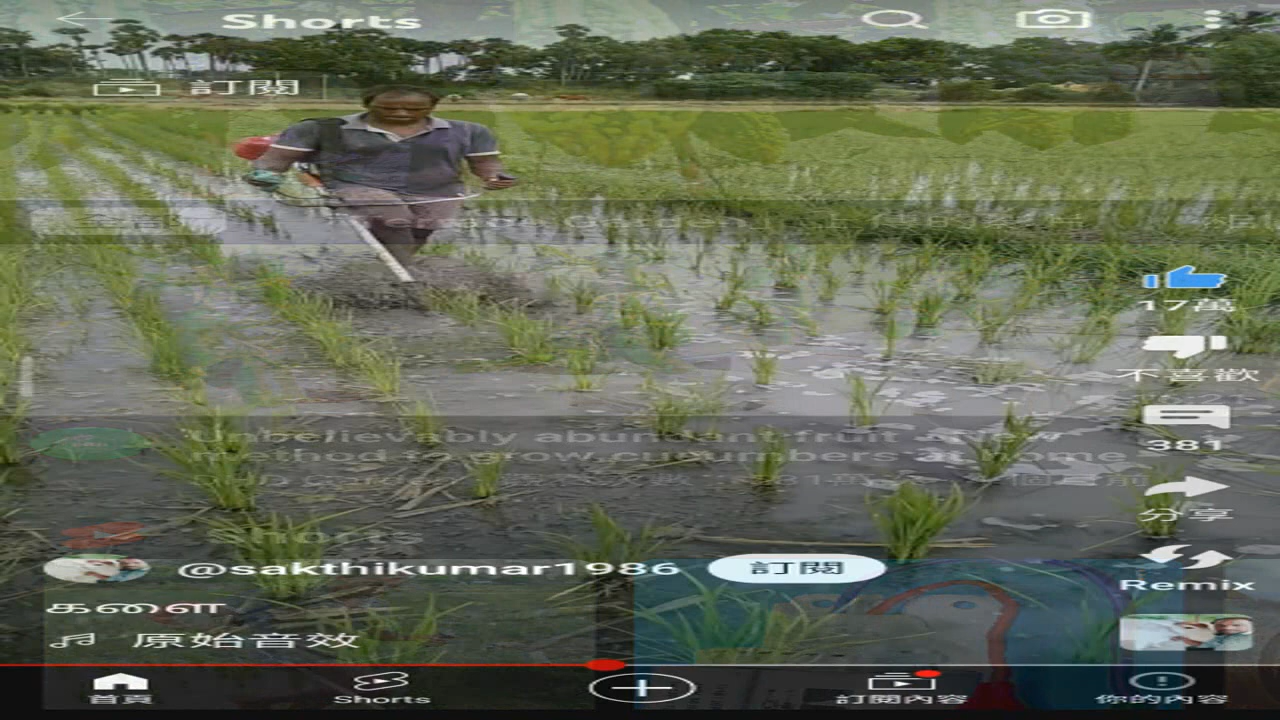 Shorts
訂閱
17萬
不喜歡
Unbelievably abundant fruit
method to grow cucumbers at home
381
分享
Shorts
@sakthikumar1986 訂閱
Remix
களை
原始音效
首頁 Shorts 訂閱內容 你的內容